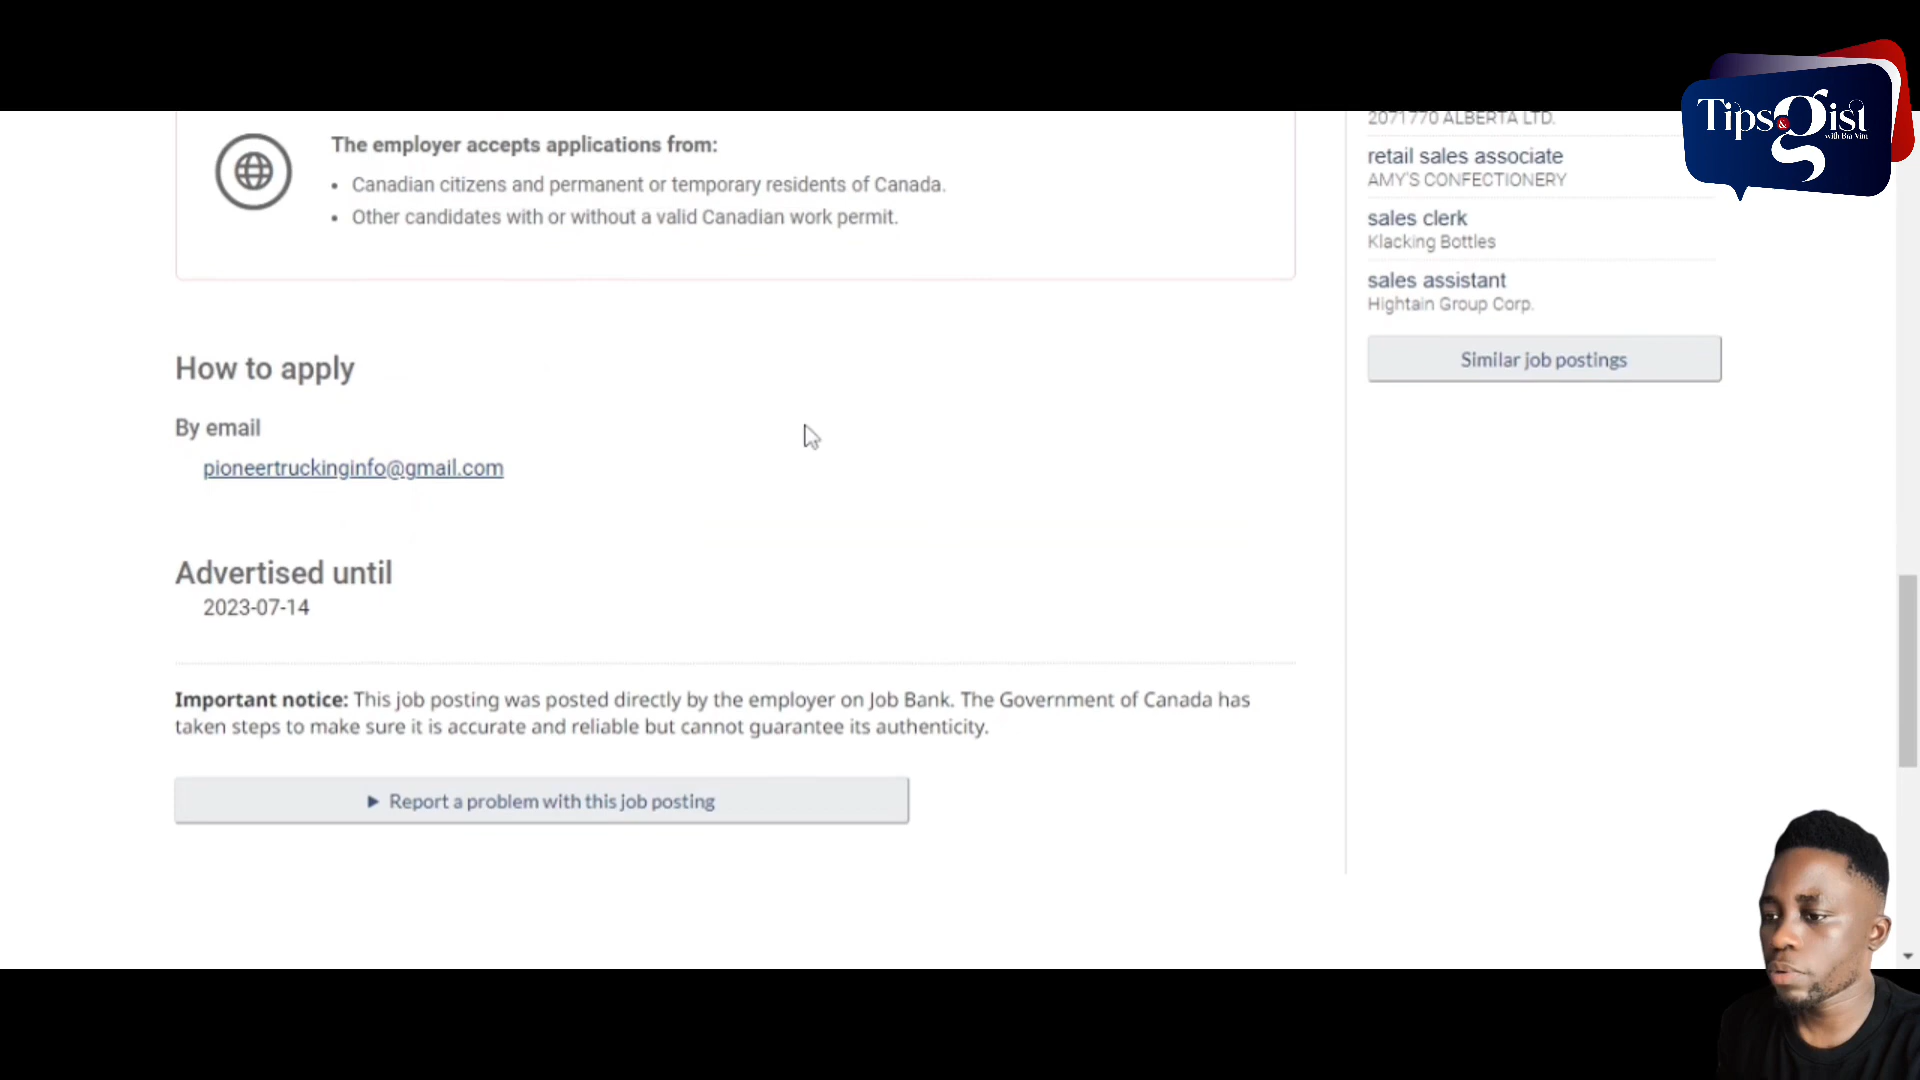 The employer accepts applications from:
Canadian citizens and permanent or temporary residents of Canada.
Other candidates with or without a valid Canadian work permit.
How to apply
By email
pioneertruckinginfo@gmail.com
Advertised until
2023-07-14
Important notice: This job posting was posted directly by the employer on Job Bank. The Government of Canada has
taken steps to make sure it is accurate and reliable but cannot guarantee its authenticity.
Report a problem with this job posting
2071770 ALBERTA LTD.
retail sales associate
AMY'S CONFECTIONERY
sales clerk
Klacking Bottles
sales assistant
Hightain Group Corp.
Similar job postings
Tips & Gist